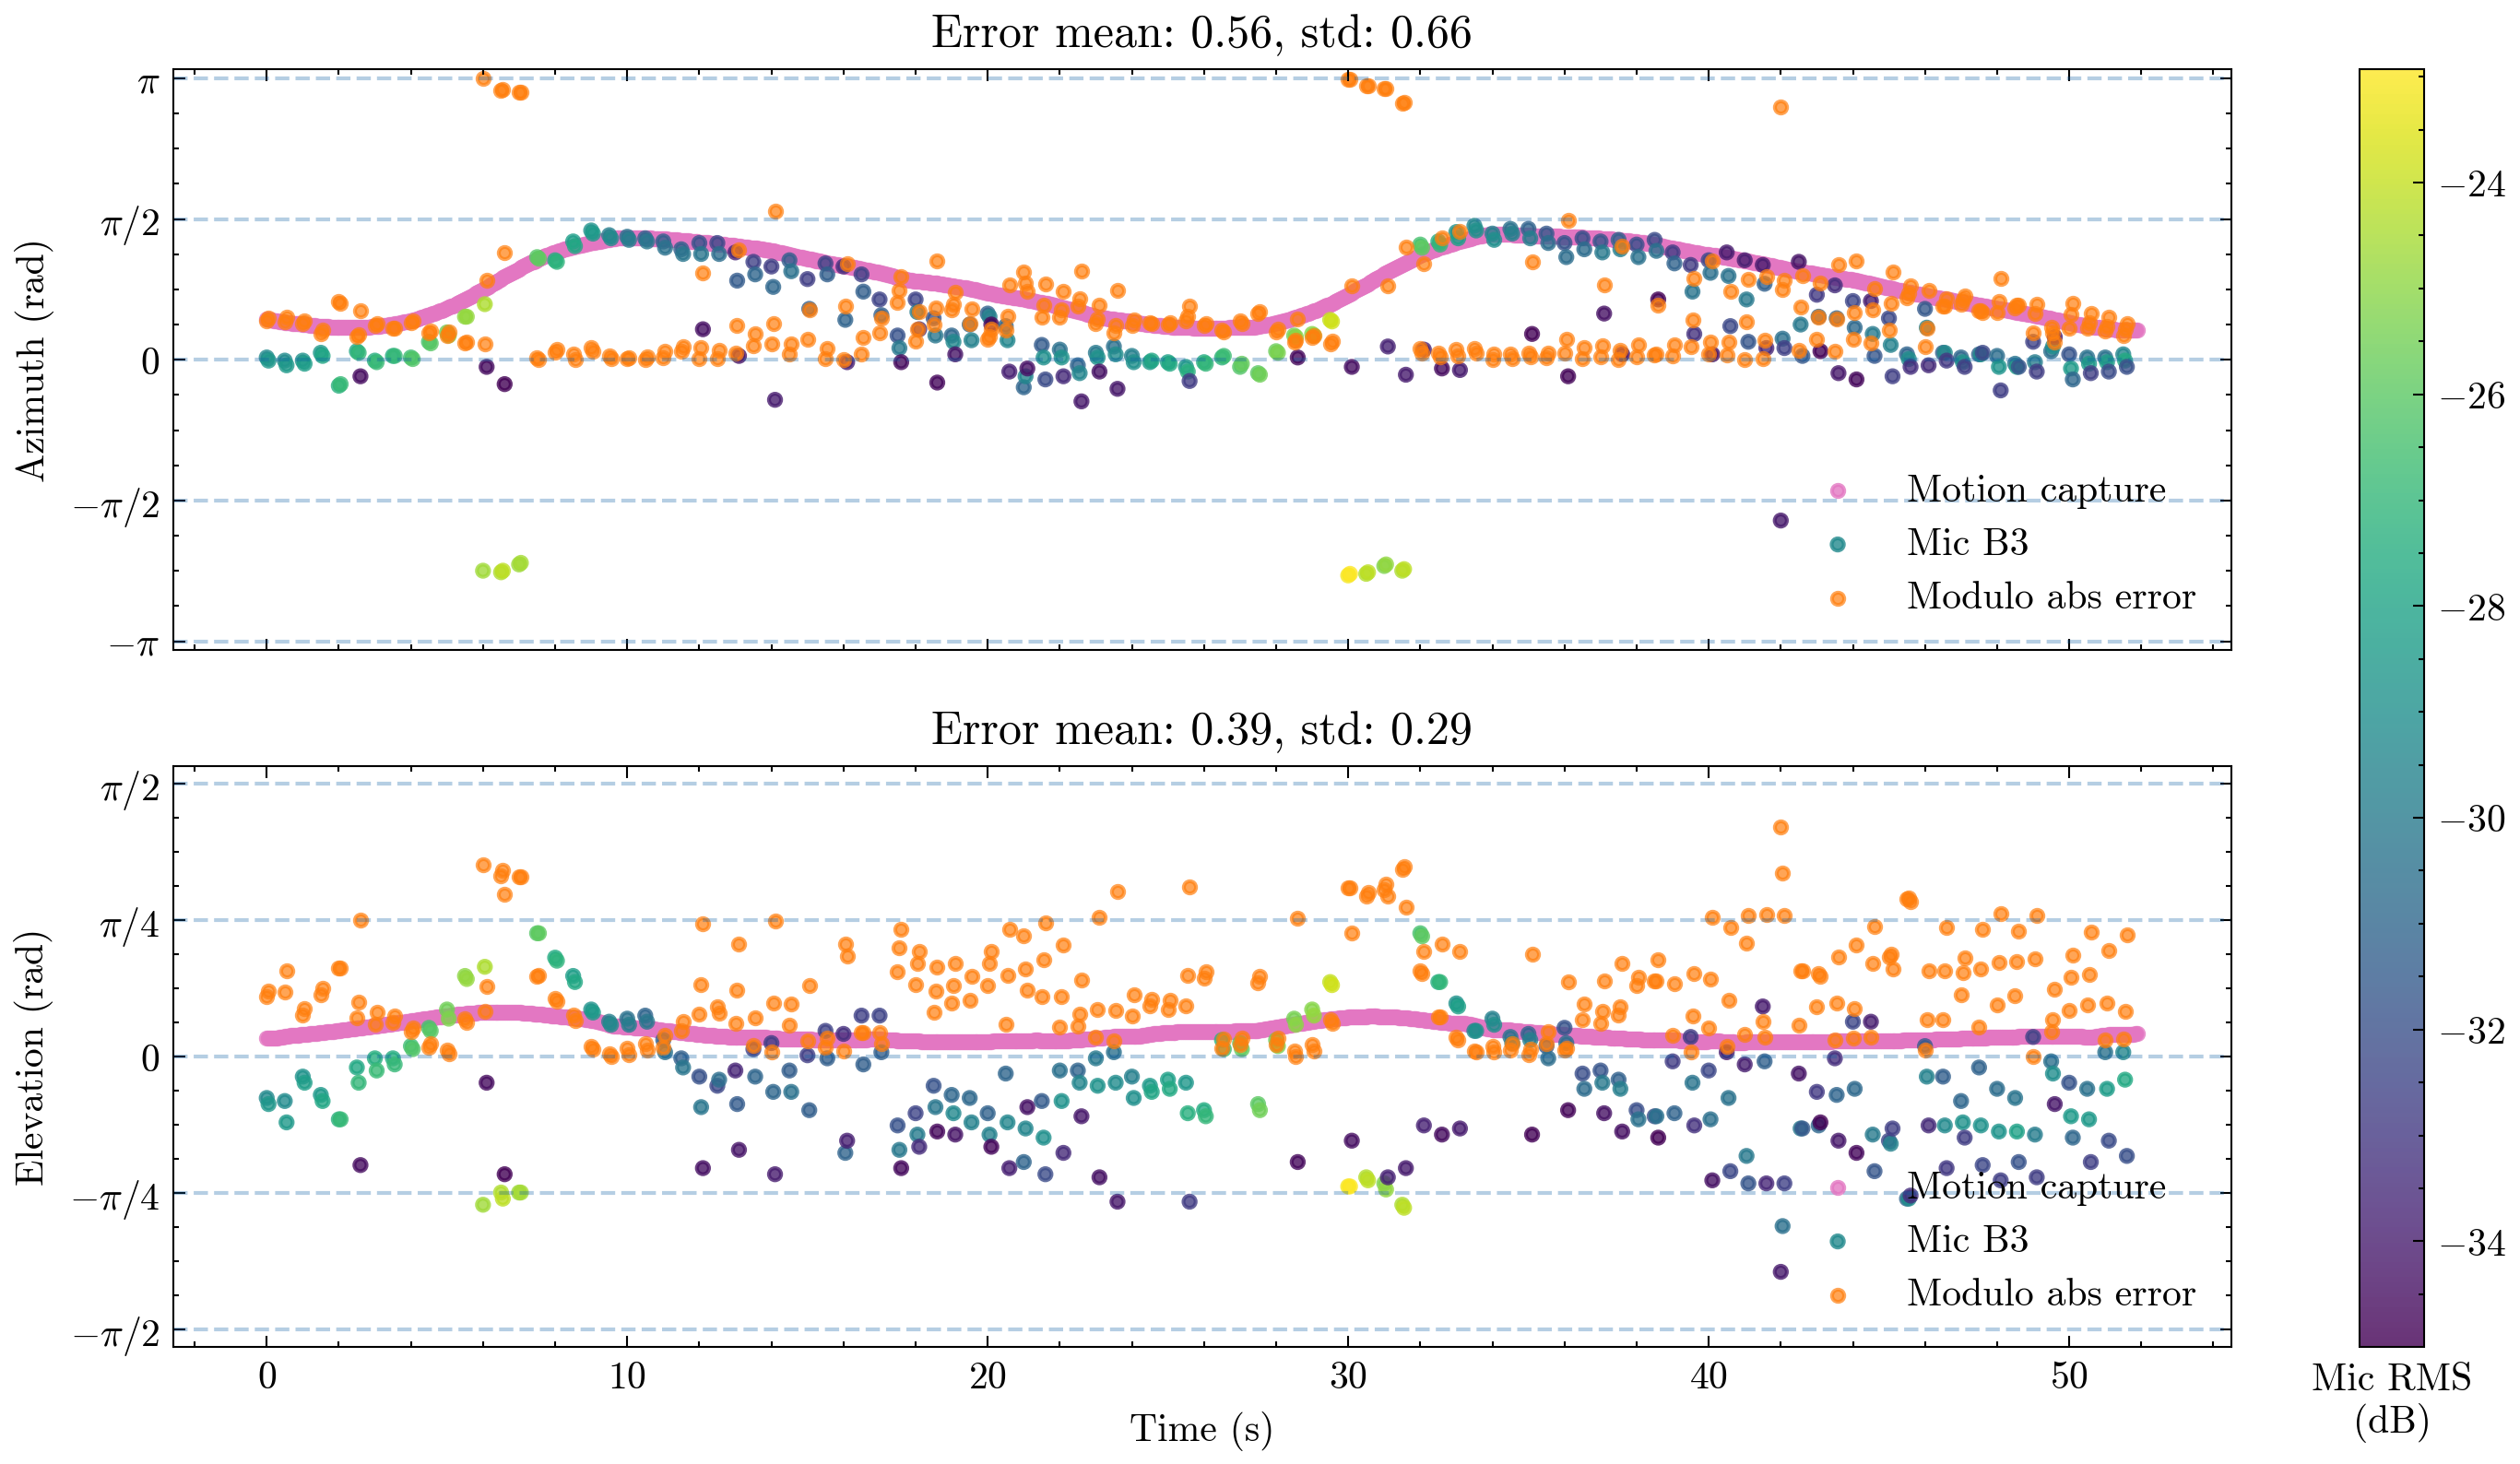 Error mean: 0.56, std: 0.66
π
π/2
0
−π/2
−π
Azimuth (rad)
Motion capture
Mic B3
Modulo abs error
Error mean: 0.39, std: 0.29
π/2
π/4
0
−π/4
−π/2
Elevation (rad)
Motion capture
Mic B3
Modulo abs error
0 10 20 30 40 50
Time (s)
−24
−26
−28
−30
−32
−34
Mic RMS
(dB)